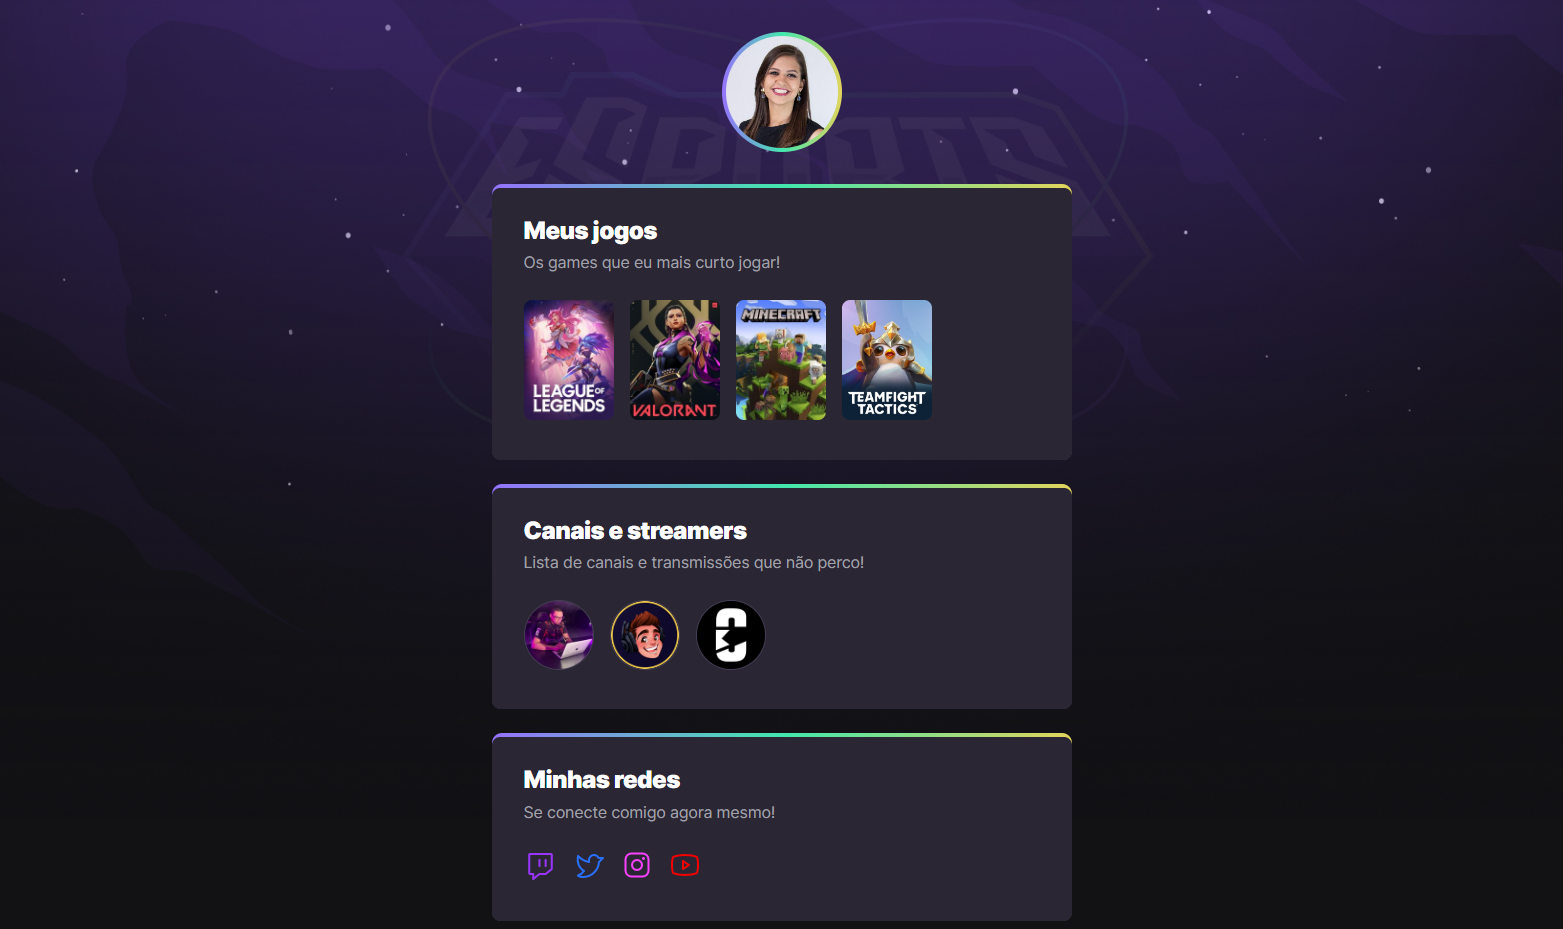 ESPORTS
Meus jogos
Os games que eu mais curto jogar!
LEAGUE OF
LEGENDS
VALORANT
MINECRAFT
TEAMFIGHT
TACTICS
Canais e streamers
Lista de canais e transmissões que não perco!
Minhas redes
Se conecte comigo agora mesmo!